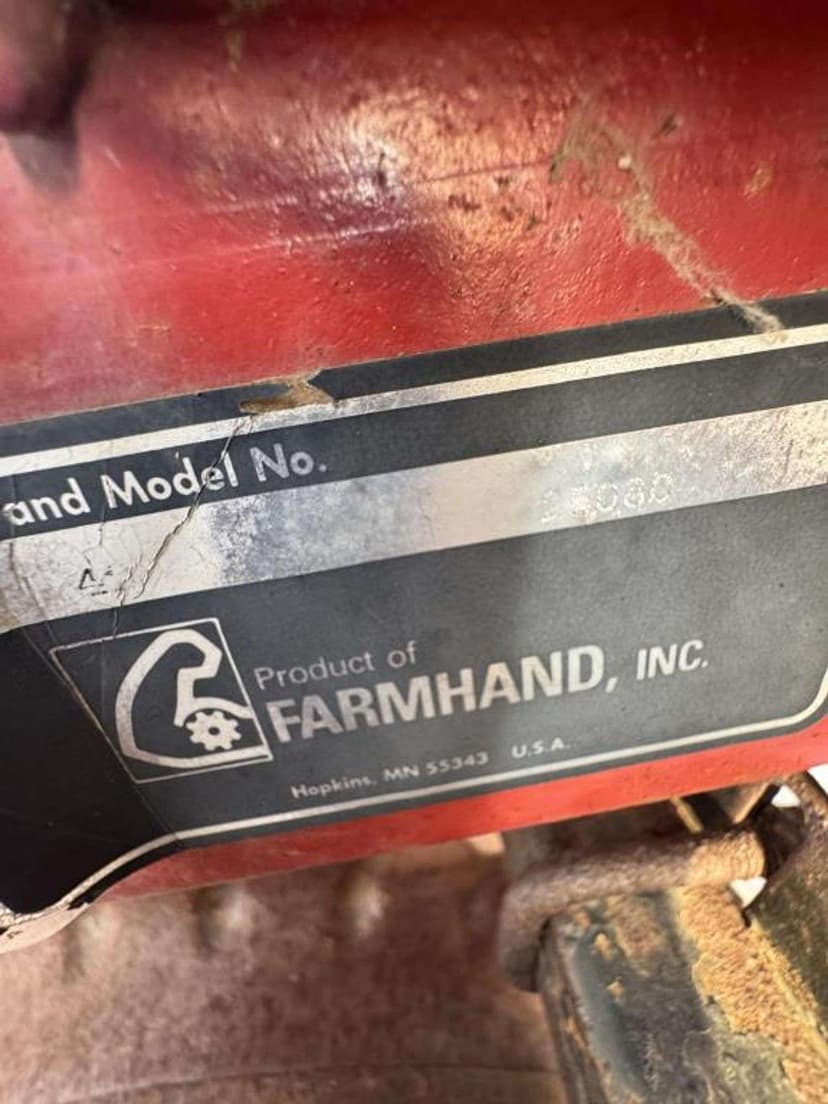 and Model No.
Product of
FARMHAND, INC.
Hopkins, MN 55343 U.S.A.